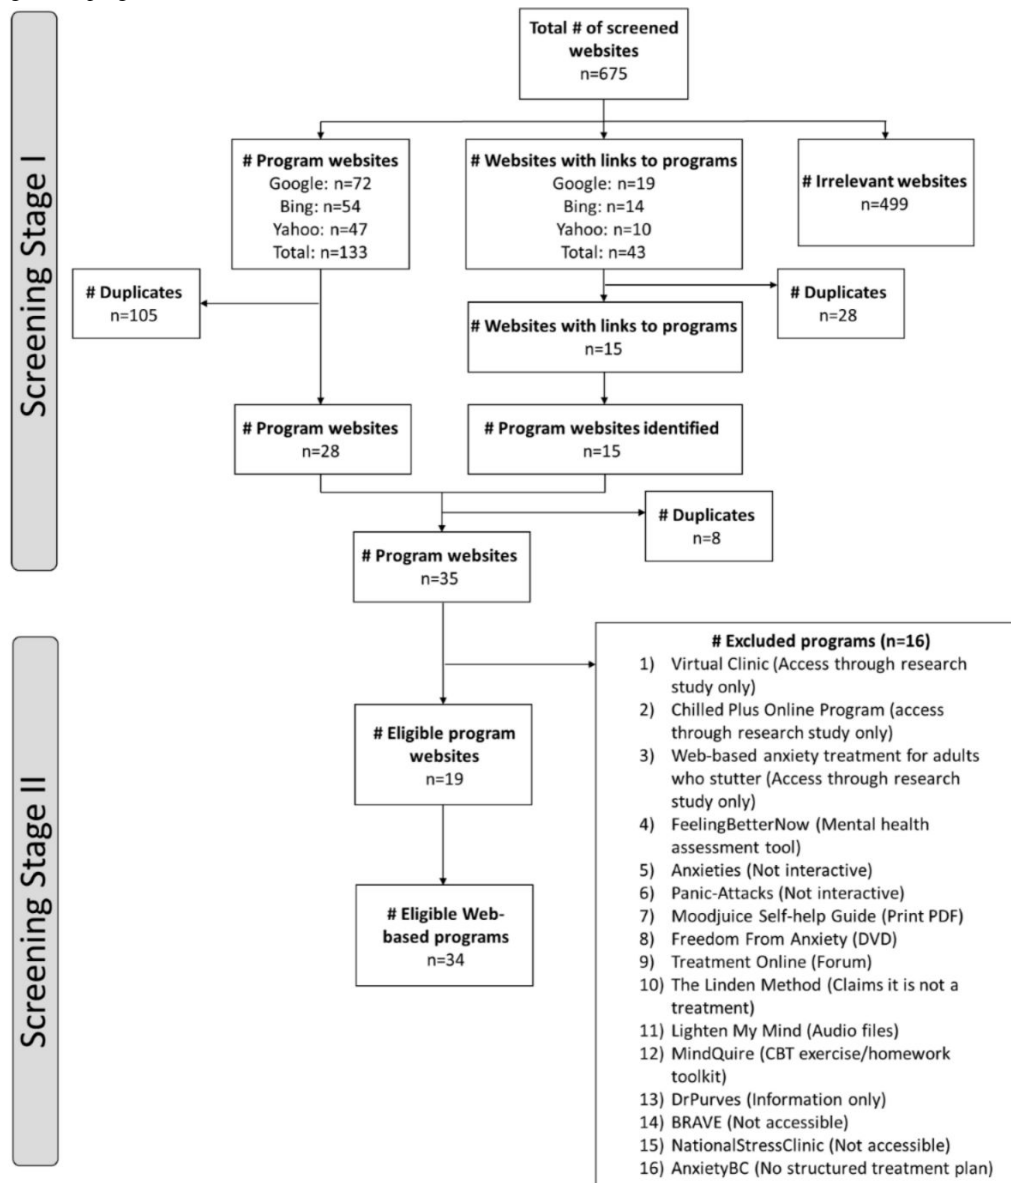 Total # of screened
websites
n=675
# Program websites
Google: n=72
Bing: n=54
Yahoo: n=47
Total: n=133
# Websites with links to programs
Google: n=19
Bing: n=14
Yahoo: n=10
Total: n=43
# Irrelevant websites
n=499
# Duplicates
n=105
# Duplicates
n=28
# Websites with links to programs
n=15
# Program websites
n=28
# Program websites identified
n=15
# Duplicates
n=8
# Program websites
n=35
Screening Stage I
# Excluded programs (n=16)
1) Virtual Clinic (Access through research
study only)
2) Chilled Plus Online Program (access
through research study only)
3) Web-based anxiety treatment for adults
who stutter (Access through research
study only)
4) FeelingBetterNow (Mental health
assessment tool)
5) Anxieties (Not interactive)
6) Panic-Attacks (Not interactive)
7) Moodjuice Self-help Guide (Print PDF)
8) Freedom From Anxiety (DVD)
9) Treatment Online (Forum)
10) The Linden Method (Claims it is not a
treatment)
11) Lighten My Mind (Audio files)
12) MindQuire (CBT exercise/homework
toolkit)
13) DrPurves (Information only)
14) BRAVE (Not accessible)
15) NationalStressClinic (Not accessible)
16) AnxietyBC (No structured treatment plan)
# Eligible program
websites
n=19
# Eligible Web-
based programs
n=34
Screening Stage II